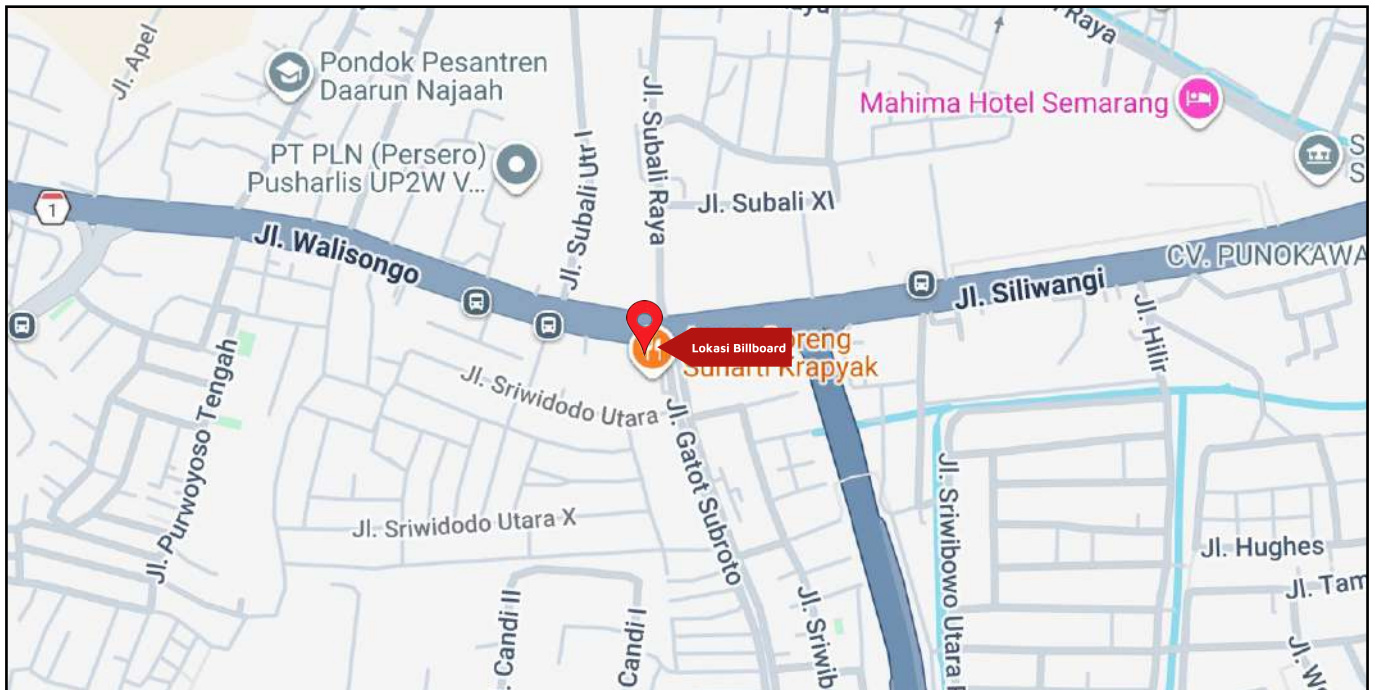 Raya
Jl. Apel
Pondok Pesantren
Daarun Najaah
PT PLN (Persero)
Pusharlis UP2W V...
Jl. Subali Utr I
Jl. Subali Raya
Jl. Subali XI
Mahima Hotel Semarang
S
S
1
Jl. Walisongo
Jl. Siliwangi
CV. PUNOKAWA
Jl. Hilir
Lokasi Billboard
oreng
Suharti Krapyak
Jl. Sriwidodo Utara
Jl. Purwoyoso Tengah
Jl. Gatot Subroto
Jl. Sriwidodo Utara X
Jl. Sriwibowo Utara
Jl. Hughes
Jl. Tam
. Candi II
Candi I
Jl. Sriwib
Jl. W